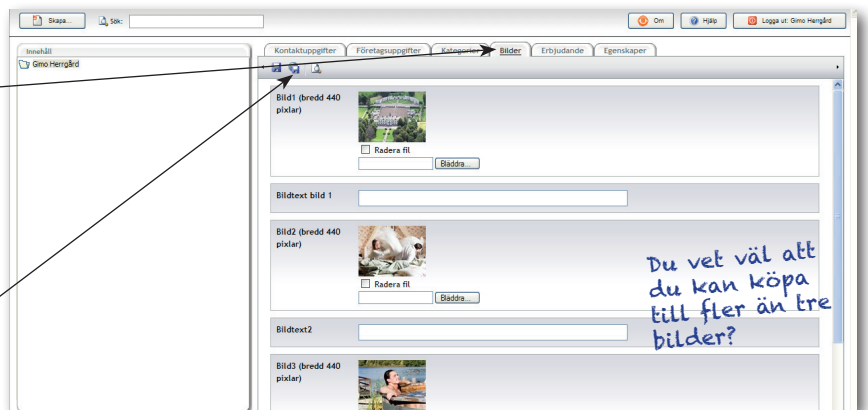 Skapa...
Sök:
Om
Hjälp
Logga ut: Gimo Herrgård
Innehåll
Gimo Herrgård
Kontaktuppgifter
Företagsuppgifter
Kategorier
Bilder
Erbjudande
Egenskaper
Bild1 (bredd 440
pixlar)
Radera fil
Bläddra...
Bildtext bild 1
Bild2 (bredd 440
pixlar)
Radera fil
Bläddra...
Bildtext2
Bild3 (bredd 440
pixlar)
Du vet väl att
du kan köpa
till fler än tre
bilder?